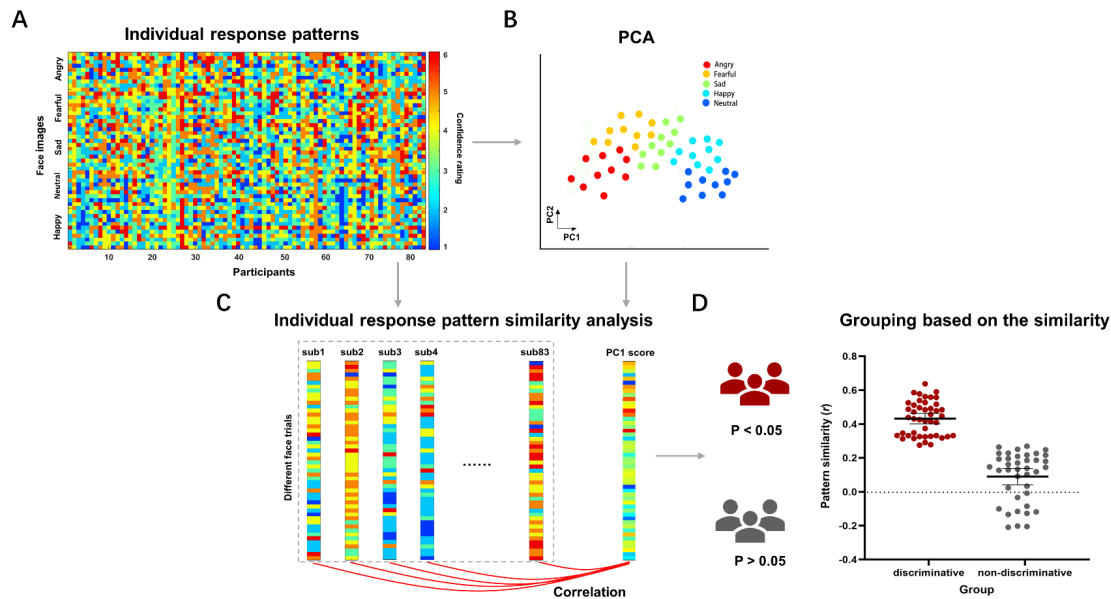 A
Individual response patterns
Face images
Angry
Fearful
Sad
Neutral
Happy
10 20 30 40 50 60 70 80
Participants
6
5
4
3
2
1
Confidence rating
B
PCA
Angry
Fearful
Sad
Happy
Neutral
PC2
PC1
C
Individual response pattern similarity analysis
sub1 sub2 sub3 sub4 sub83 PC1 score
Different face trials
......
Correlation
P < 0.05
P > 0.05
D
Grouping based on the similarity
Pattern similarity (r)
0.8
0.6
0.4
0.2
0.0
-0.2
-0.4
discriminative non-discriminative
Group